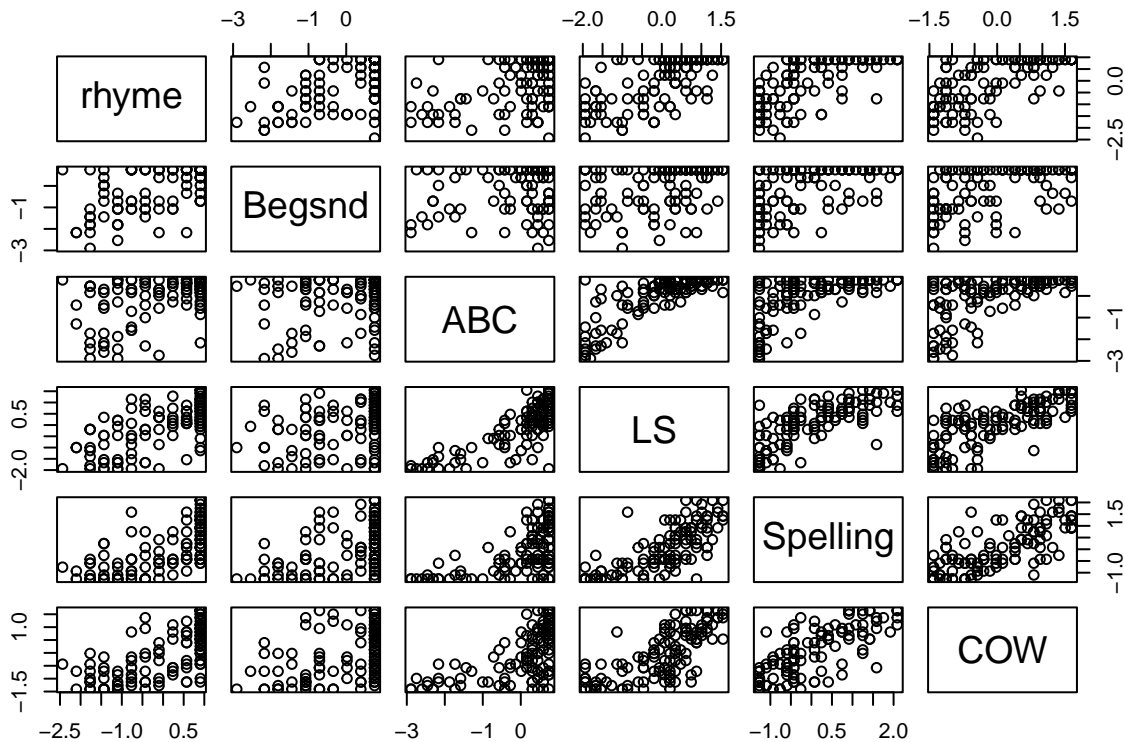 −3 −1 0 −2.0 0.0 1.5 −1.5 0.0 1.5
rhyme
−2.5 0.0
−3 −1
Begsnd
ABC
−3 −1
−2.0 0.5
LS
Spelling
−1.0 1.5
−1.5 1.0
COW
−2.5 −1.0 0.5 −3 −1 0 −1.0 0.5 2.0